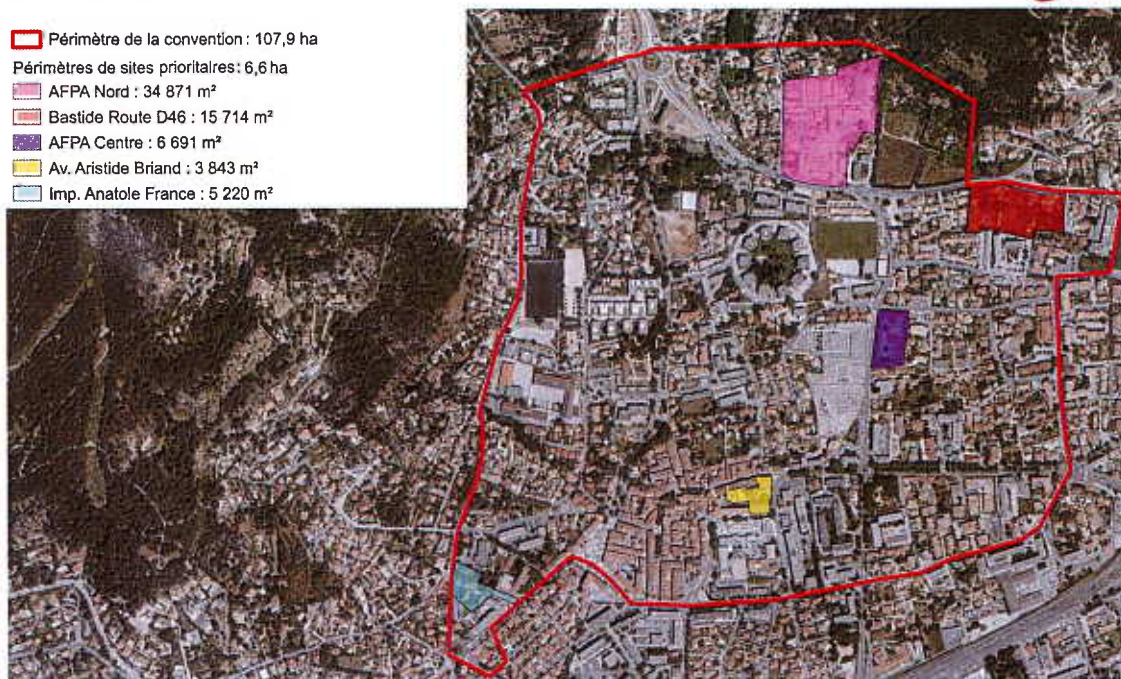 Périmètre de la convention : 107,9 ha
Périmètres de sites prioritaires : 6,6 ha
AFPA Nord : 34 871 m²
Bastide Route D46 : 15 714 m²
AFPA Centre : 6 691 m²
Av. Aristide Briand : 3 843 m²
Imp. Anatole France : 5 220 m²